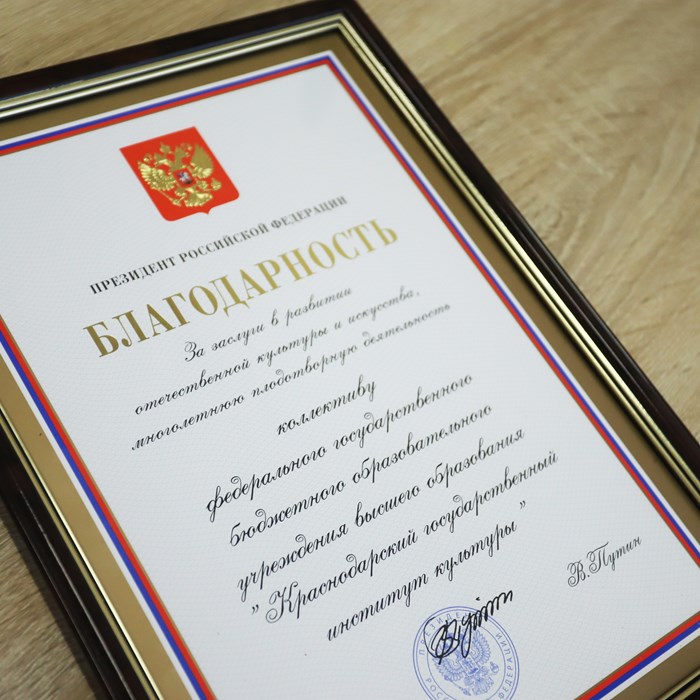 ПРЕЗИДЕНТ РОССИЙСКОЙ ФЕДЕРАЦИИ
БЛАГОДАРНОСТЬ
За заслуги в развитии
отечественной культуры и искусства,
многолетнюю плодотворную деятельность
коллективу
федерального государственного
бюджетного образовательного
учреждения высшего образования
"Краснодарский государственный
институт культуры"
В.Путин